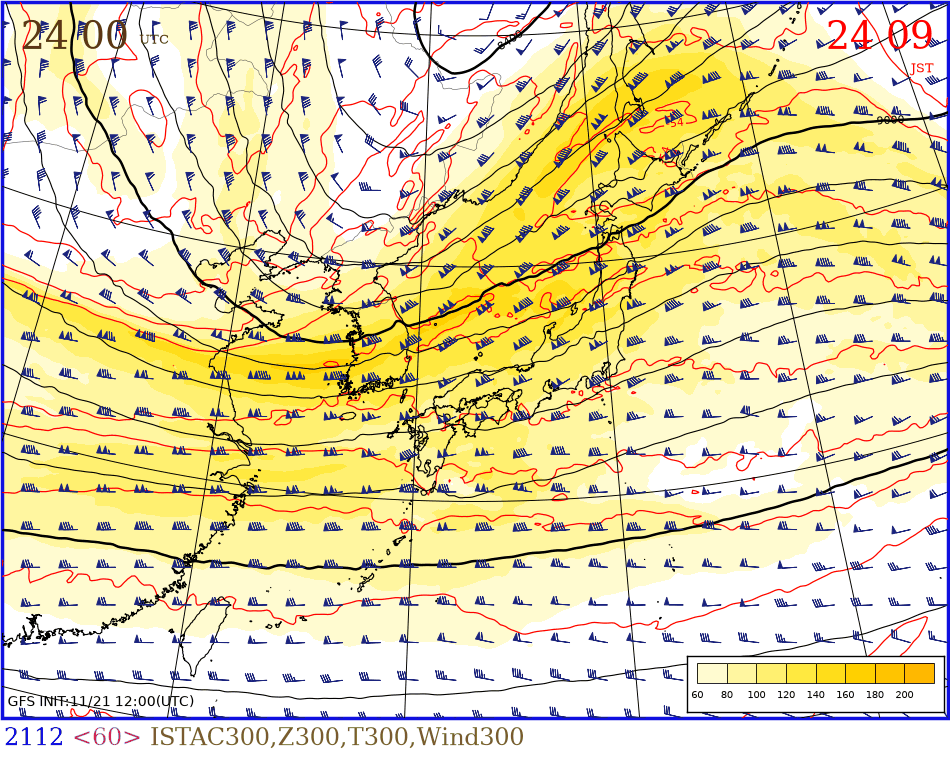 24 00 UTC
24 09 JST
8400
9000
-54
GFS INIT:11/21 12:00(UTC)
60 80 100 120 140 160 180 200
2112 <60> ISTAC300,Z300,T300,Wind300